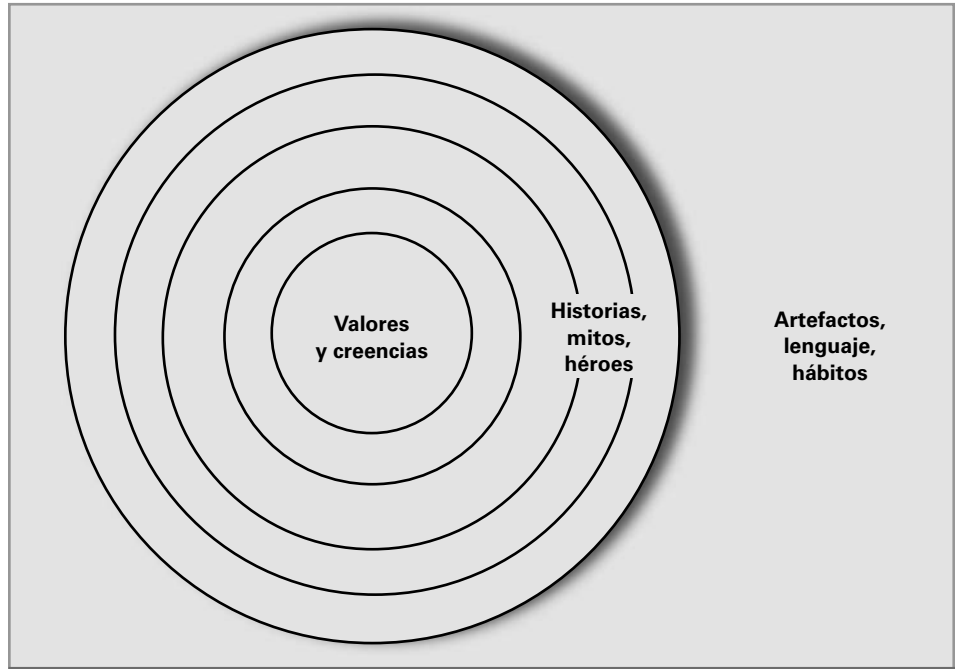 Valores
y creencias
Historias,
mitos,
héroes
Artefactos,
lenguaje,
hábitos